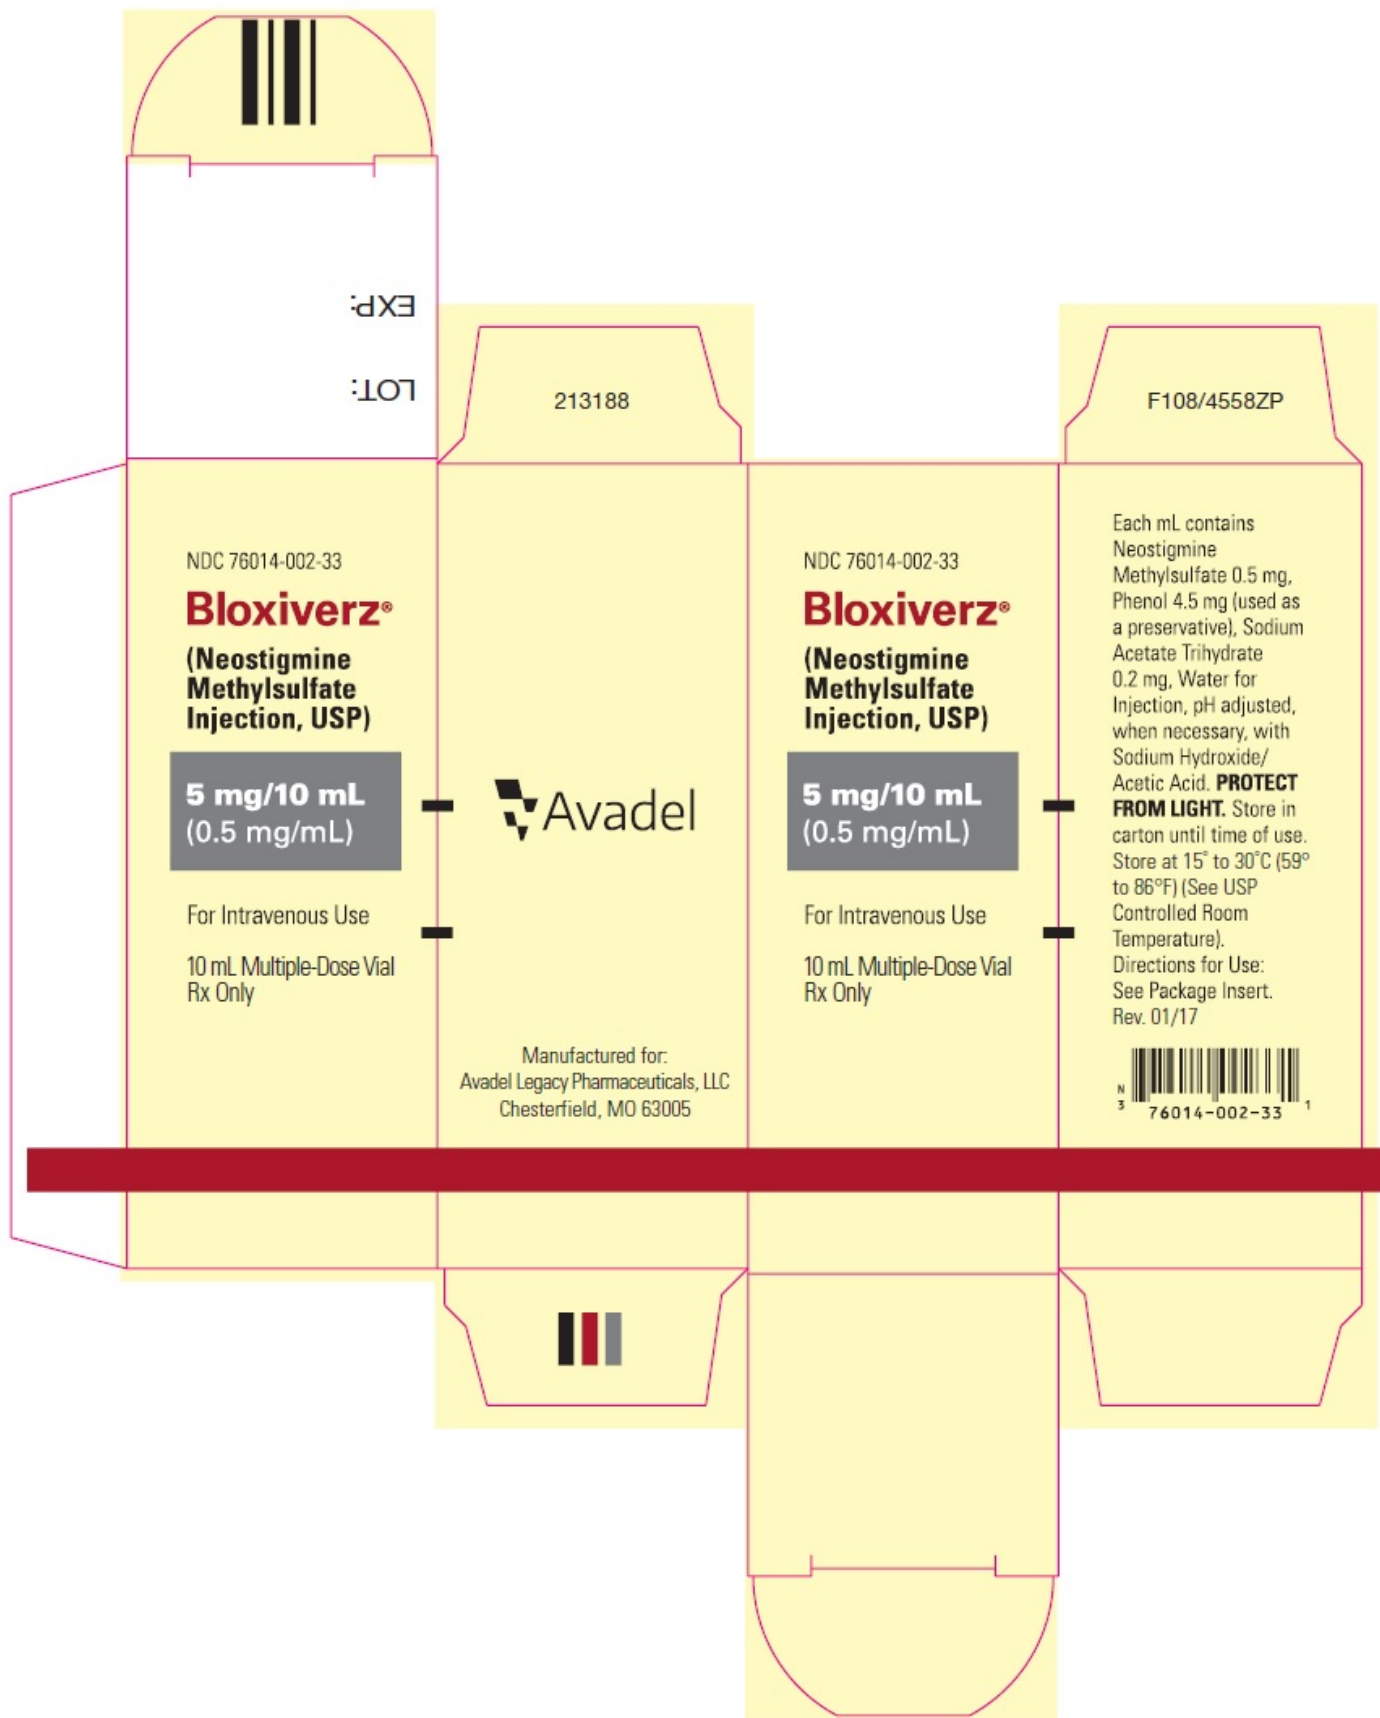 EXP:
LOT:
213188
F108/4558ZP
NDC 76014-002-33
Bloxiverz®
(Neostigmine
Methylsulfate
Injection, USP)
5 mg/10 mL
(0.5 mg/mL)
For Intravenous Use
10 mL Multiple-Dose Vial
Rx Only
Avadel
Manufactured for:
Avadel Legacy Pharmaceuticals, LLC
Chesterfield, MO 63005
NDC 76014-002-33
Bloxiverz®
(Neostigmine
Methylsulfate
Injection, USP)
5 mg/10 mL
(0.5 mg/mL)
For Intravenous Use
10 mL Multiple-Dose Vial
Rx Only
Each mL contains
Neostigmine
Methylsulfate 0.5 mg,
Phenol 4.5 mg (used as
a preservative), Sodium
Acetate Trihydrate
0.2 mg, Water for
Injection, pH adjusted,
when necessary, with
Sodium Hydroxide/
Acetic Acid. PROTECT
FROM LIGHT. Store in
carton until time of use.
Store at 15˚ to 30˚C (59º
to 86ºF) (See USP
Controlled Room
Temperature).
Directions for Use:
See Package Insert.
Rev. 01/17
N
3 76014-002-33 1